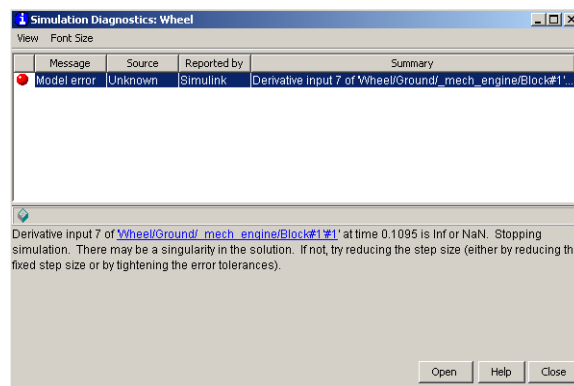 Simulation Diagnostics: Wheel
View Font Size
Message Source Reported by Summary
Model error Unknown Simulink Derivative input 7 of 'Wheel/Ground/_mech_engine/Block#1'...
Derivative input 7 of 'Wheel/Ground/_mech_engine/Block#1'#1' at time 0.1095 is Inf or NaN. Stopping
simulation. There may be a singularity in the solution. If not, try reducing the step size (either by reducing th
fixed step size or by tightening the error tolerances).
Open Help Close